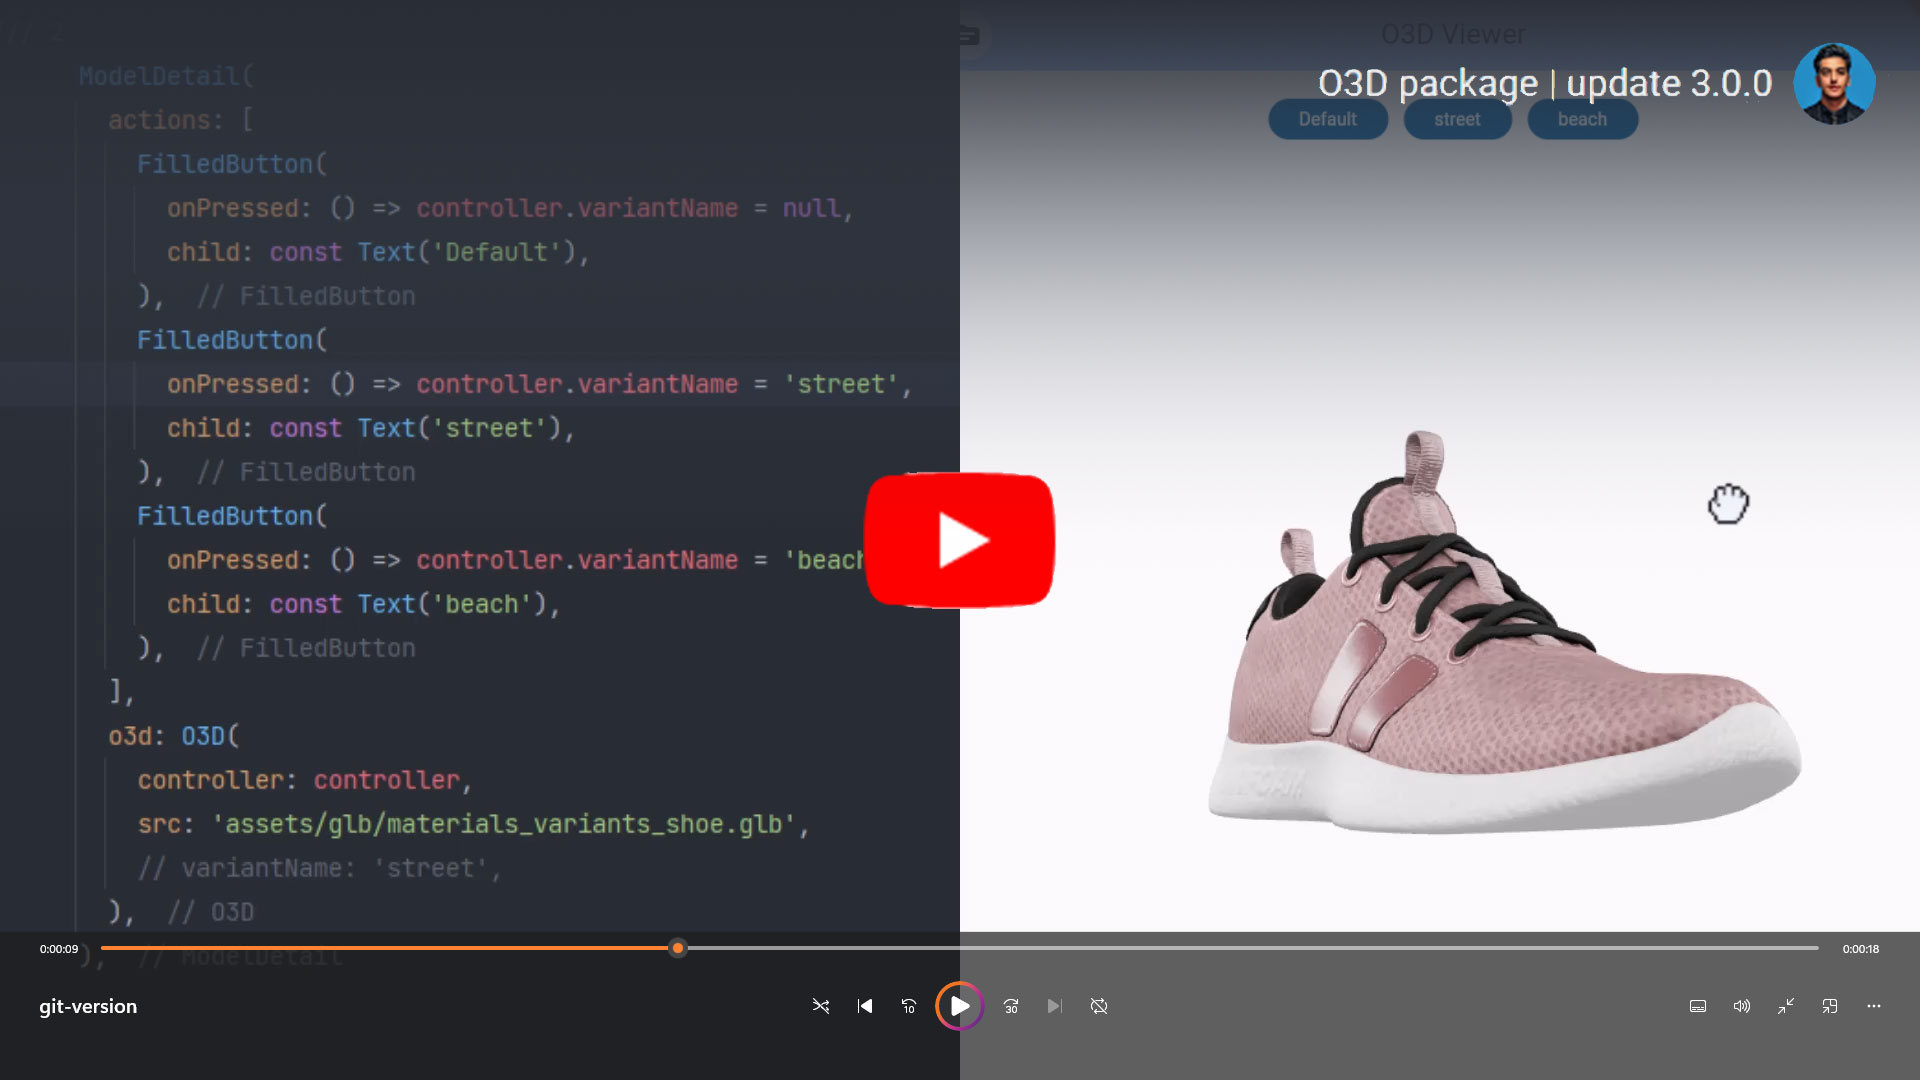 // 2
ModelDetail(
actions: [
FilledButton(
onPressed: () => controller.variantName = null,
child: const Text('Default'),
), // FilledButton
FilledButton(
onPressed: () => controller.variantName = 'street',
child: const Text('street'),
), // FilledButton
FilledButton(
onPressed: () => controller.variantName = 'beach
child: const Text('beach'),
), // FilledButton
],
o3d: O3D(
controller: controller,
src: 'assets/glb/materials_variants_shoe.glb',
// variantName: 'street',
), // O3D
), // ModelDetail
O3D Viewer
O3D package | update 3.0.0
Default street beach
0:00:09
0:00:18
git-version
10
30